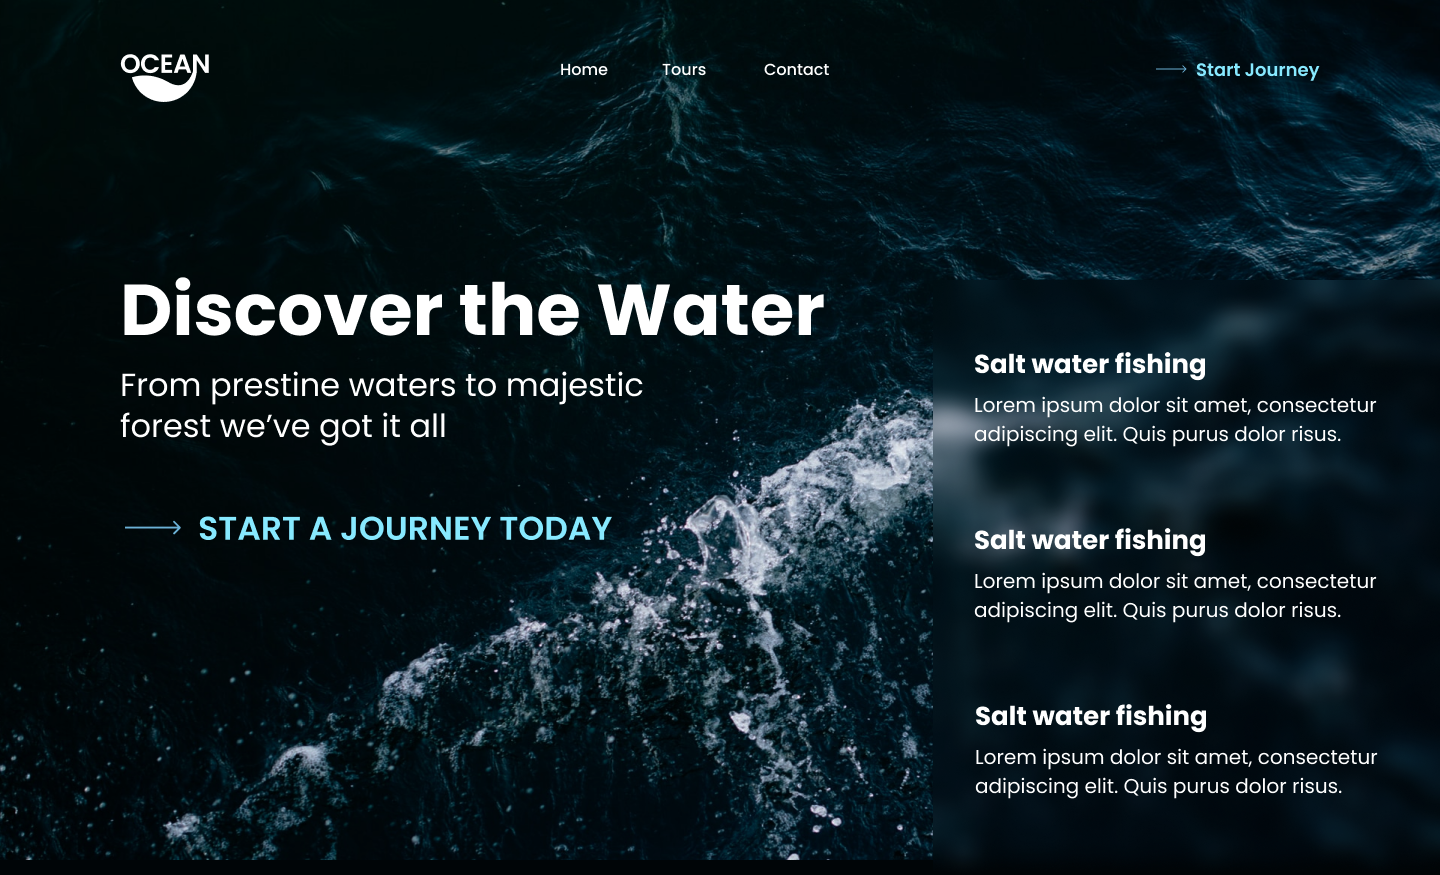 OCEAN
Home
Tours
Contact
Start Journey
Discover the Water
From prestine waters to majestic
forest we’ve got it all
START A JOURNEY TODAY
Salt water fishing
Lorem ipsum dolor sit amet, consectetur
adipiscing elit. Quis purus dolor risus.
Salt water fishing
Lorem ipsum dolor sit amet, consectetur
adipiscing elit. Quis purus dolor risus.
Salt water fishing
Lorem ipsum dolor sit amet, consectetur
adipiscing elit. Quis purus dolor risus.